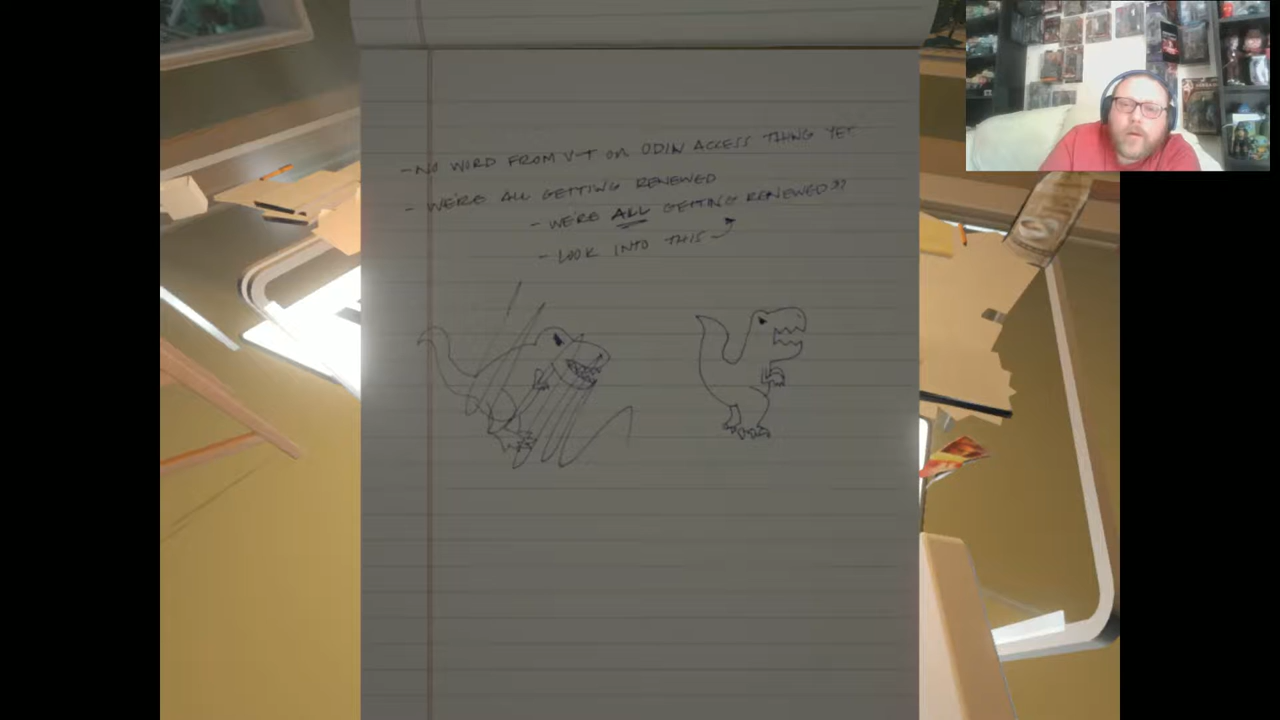 - NO WORD FROM V-T ON ODIN ACCESS THING YET
- WE'RE ALL GETTING RENEWED
- WE'RE ALL GETTING RENEWED??
- LOOK INTO THIS